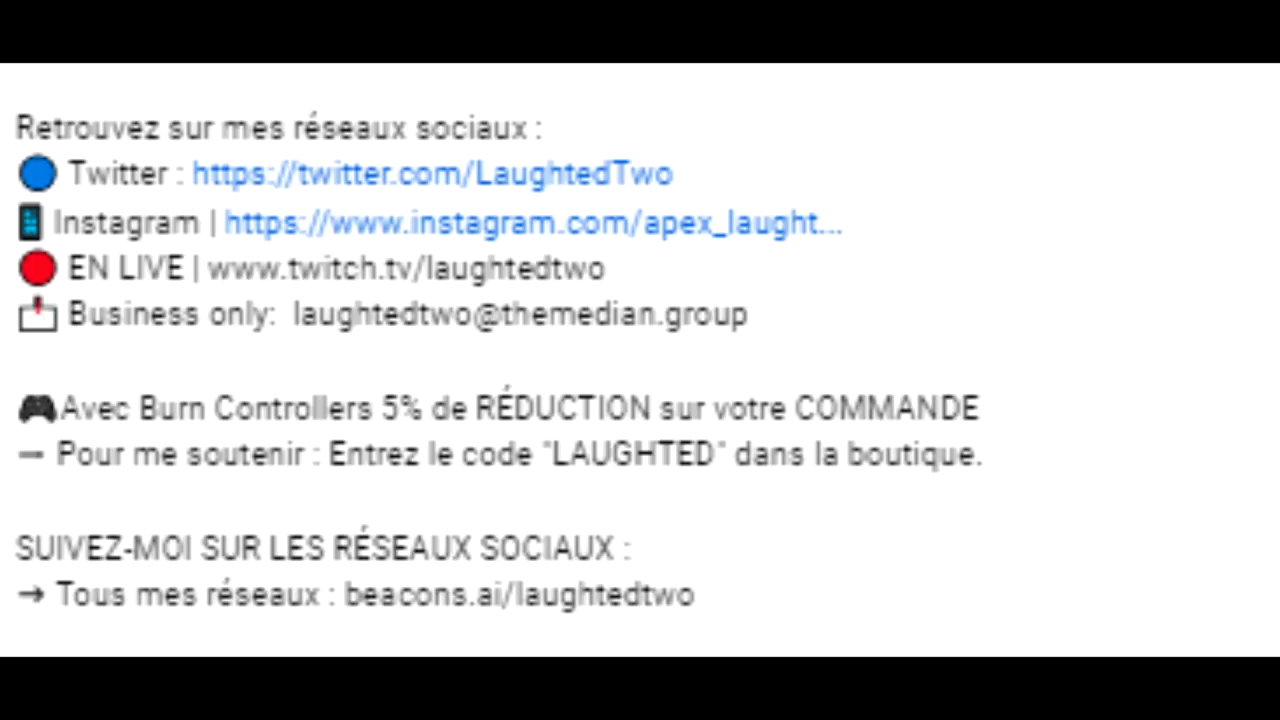 Retrouvez sur mes réseaux sociaux :
🔵 Twitter : https://twitter.com/LaughtedTwo
📱 Instagram | https://www.instagram.com/apex_laught...
🔴 EN LIVE | www.twitch.tv/laughtedtwo
📩 Business only:  laughtedtwo@themedian.group
🎮Avec Burn Controllers 5% de RÉDUCTION sur votre COMMANDE
— Pour me soutenir : Entrez le code "LAUGHTED" dans la boutique.
SUIVEZ-MOI SUR LES RÉSEAUX SOCIAUX :
→ Tous mes réseaux : beacons.ai/laughtedtwo